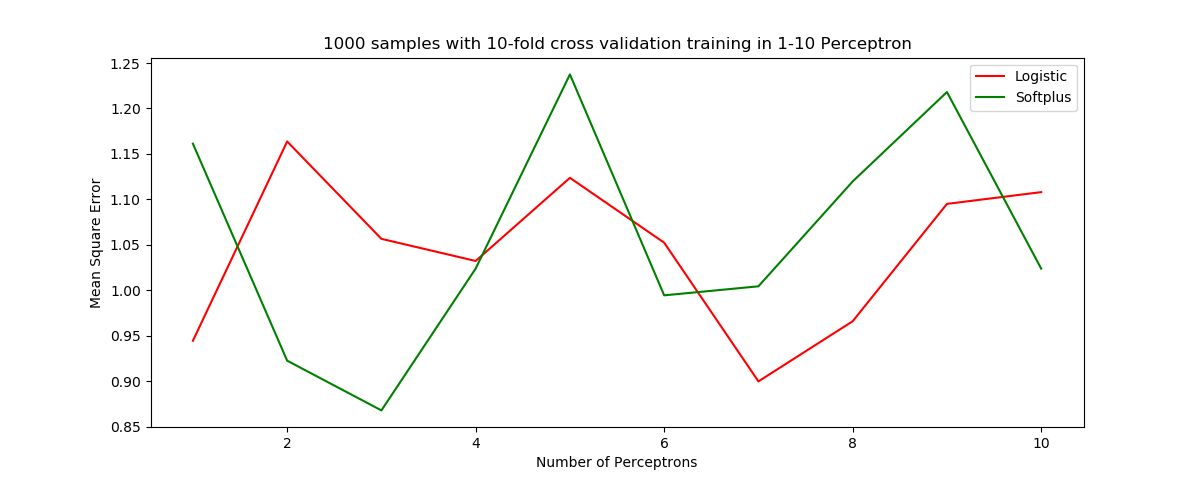 1000 samples with 10-fold cross validation training in 1-10 Perceptron
Logistic
Softplus
Mean Square Error
1.25
1.20
1.15
1.10
1.05
1.00
0.95
0.90
0.85
2 4 6 8 10
Number of Perceptrons